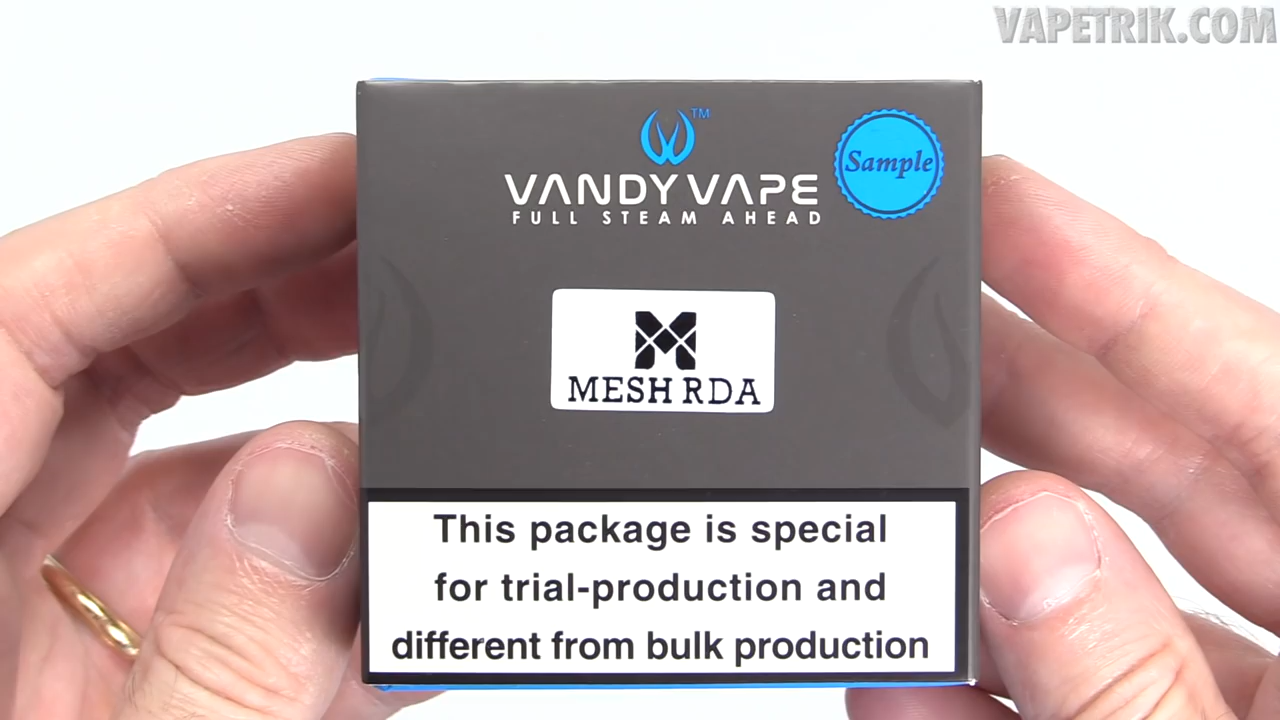 VAPETRIK.COM
TM
VANDY VAPE
FULL STEAM AHEAD
Sample
MESH RDA
This package is special
for trial-production and
different from bulk production